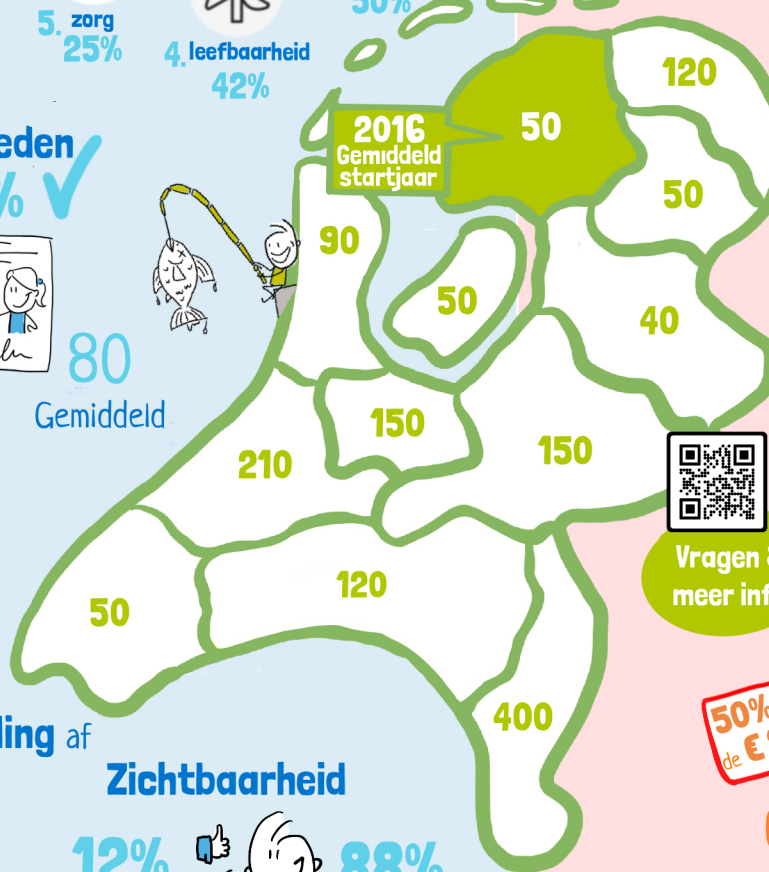 5. zorg
25%
4. leefbaarheid
42%
50%
eden
%
80
Gemiddeld
2016
Gemiddeld
startjaar
50
120
50
90
50
40
150
150
210
120
50
400
Vragen
meer inf
50%
de €
ling af
Zichtbaarheid
12%
88%